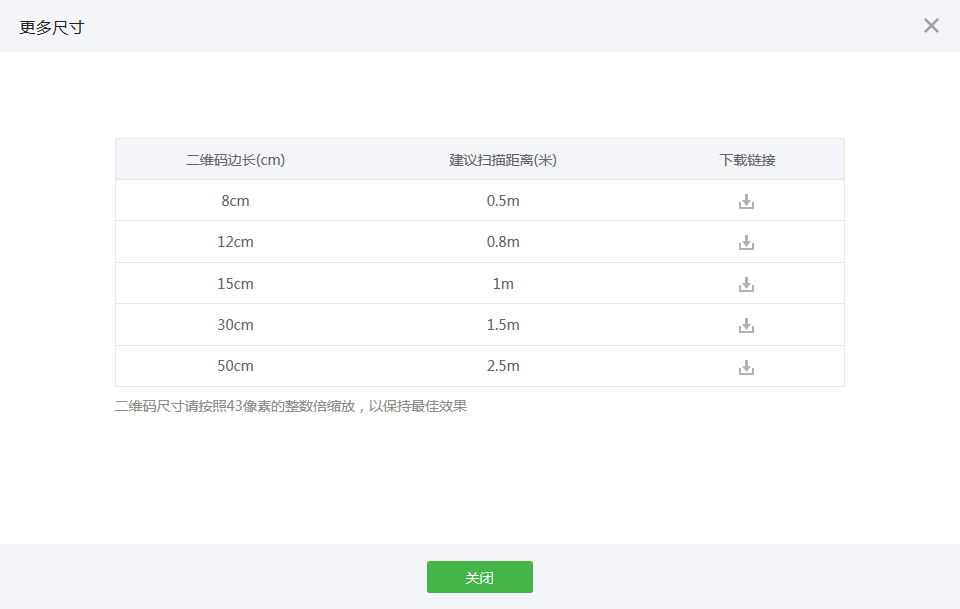 更多尺寸
二维码边长(cm) 建议扫描距离(米) 下载链接
8cm 0.5m
12cm 0.8m
15cm 1m
30cm 1.5m
50cm 2.5m
二维码尺寸请按照43像素的整数倍缩放，以保持最佳效果
关闭